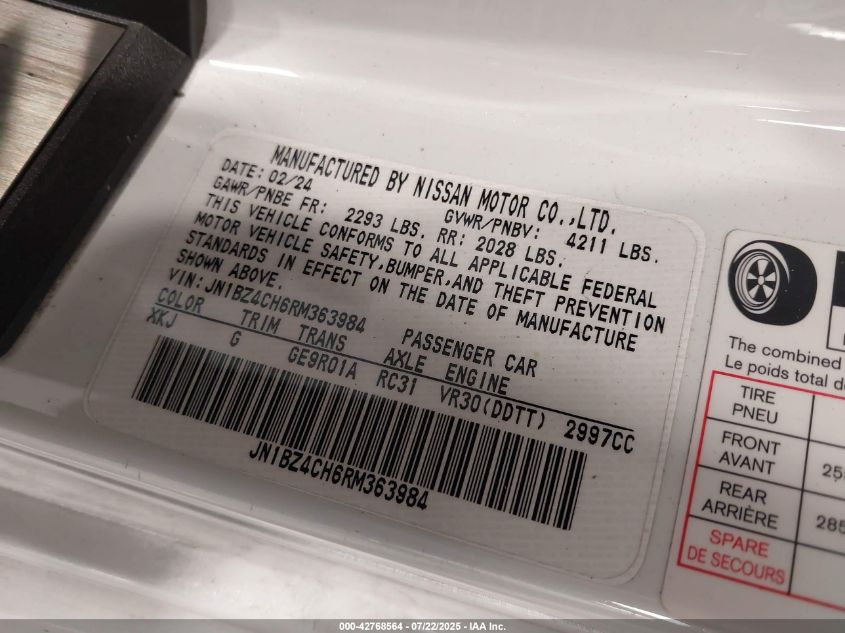 MANUFACTURED BY NISSAN MOTOR CO.,LTD.
DATE: 02/24 GVWR/PNBV: 4211 LBS.
GAWR/PNBE FR: 2293 LBS. RR: 2028 LBS.
THIS VEHICLE CONFORMS TO ALL APPLICABLE FEDERAL
MOTOR VEHICLE SAFETY,BUMPER,AND THEFT PREVENTION
STANDARDS IN EFFECT ON THE DATE OF MANUFACTURE
SHOWN ABOVE.
VIN:JN1BZ4CH6RM363984 PASSENGER CAR
COLOR TRIM TRANS AXLE ENGINE
XKJ G GE9R01A RC31 VR30(DDTT) 2997CC
JN1BZ4CH6RM363984
The combined
Le poids total d
TIRE
PNEU
FRONT
AVANT
REAR
ARRIÈRE
285
SPARE
DE SECOURS
000-42768564 - 07/22/2025 - IAA Inc.